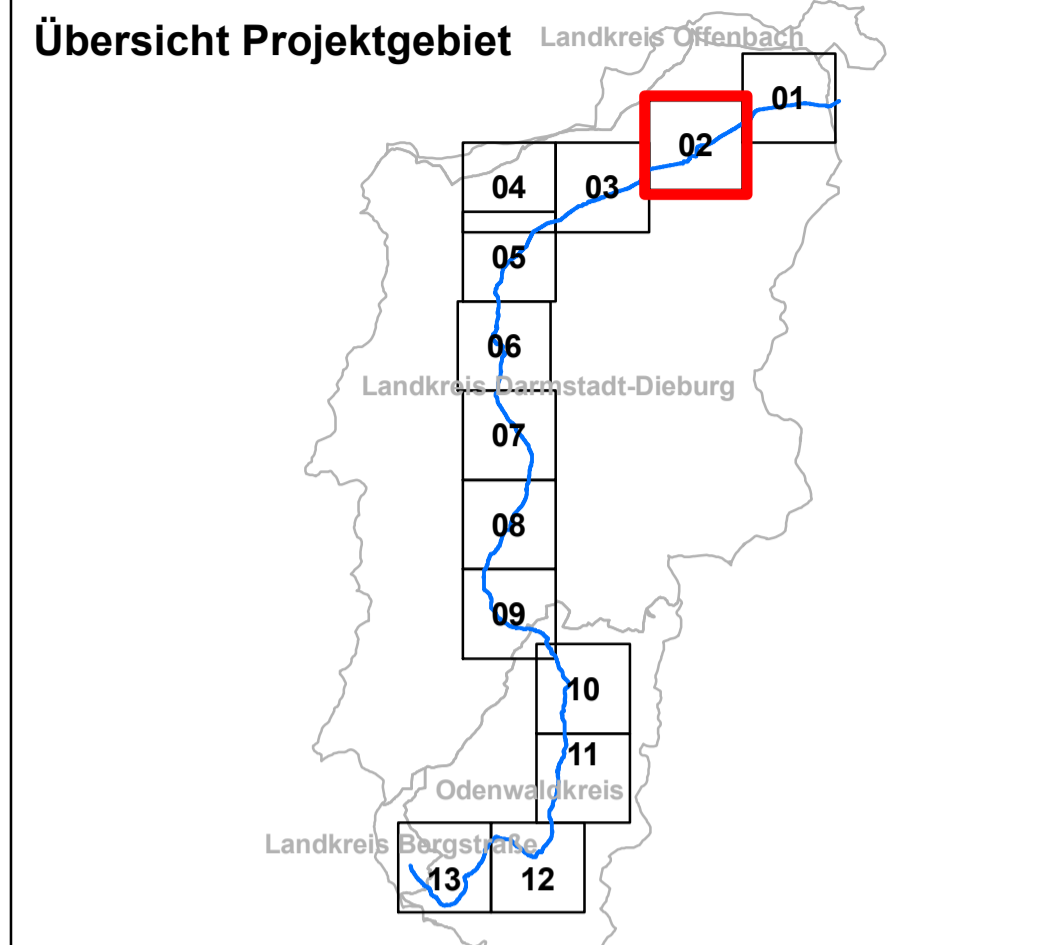 Übersicht Projektgebiet
Landkreis Offenbach
01
02
04
03
05
06
Landkreis Darmstadt-Dieburg
07
08
09
10
11
Odenwaldkreis
Landkreis Bergstraße
13
12